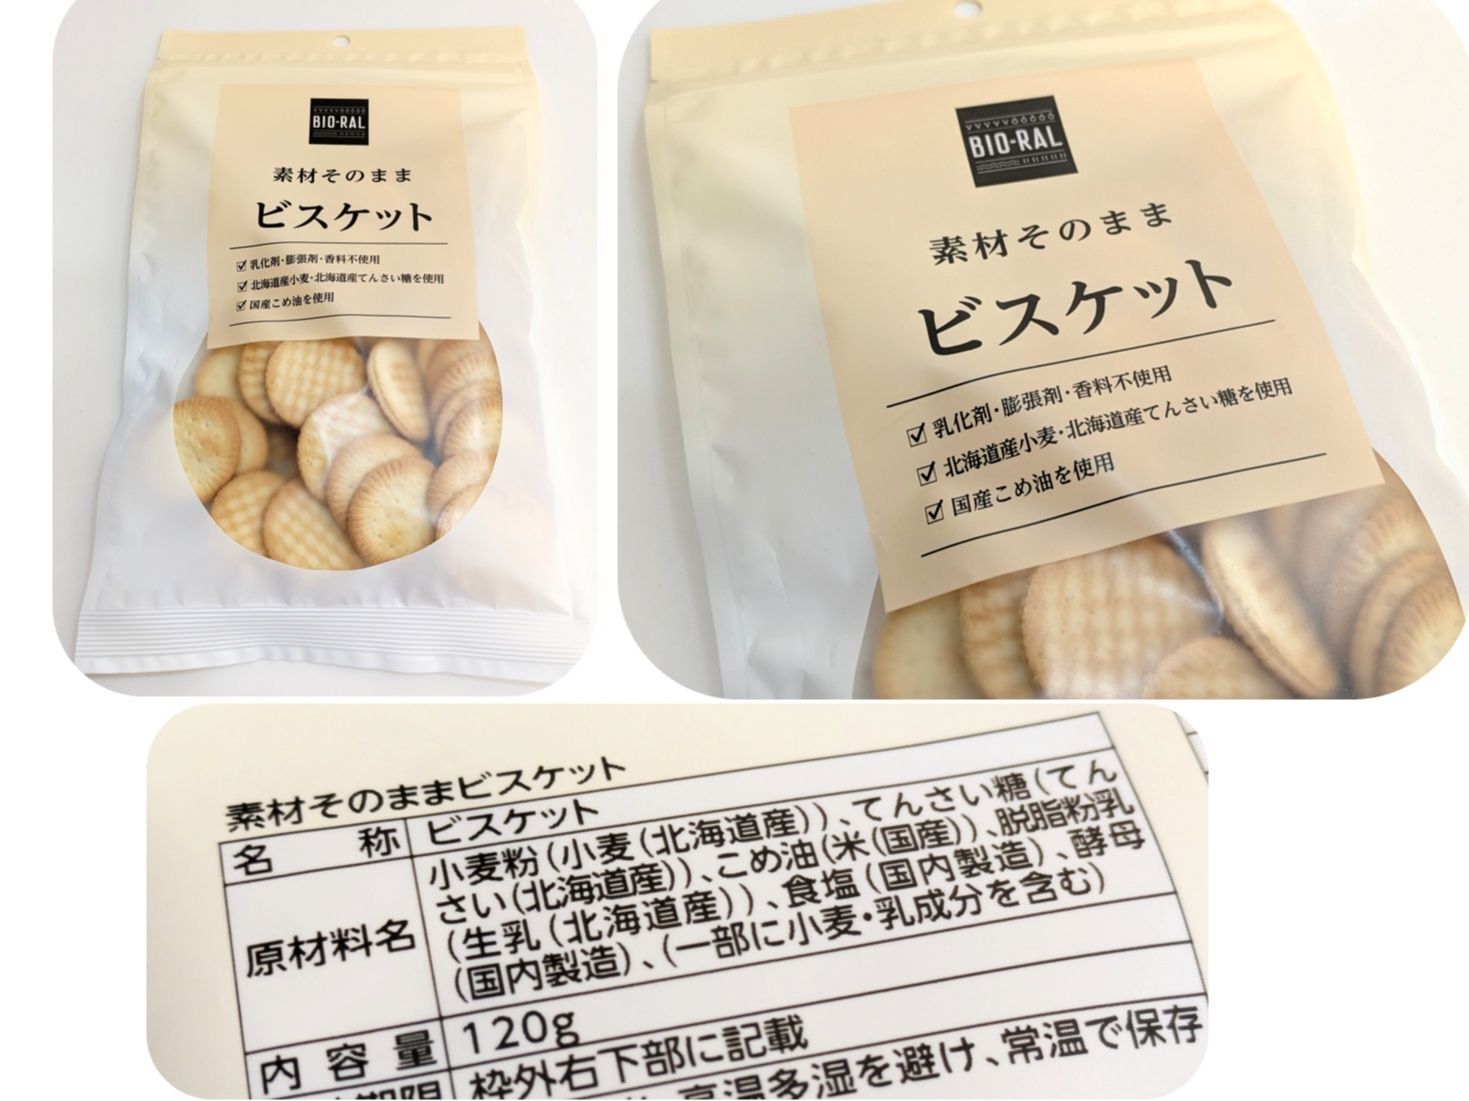 BIO-RAL
素材そのまま
ビスケット
乳化剤・膨張剤・香料不使用
北海道産小麦・北海道産てんさい糖を使用
国産こめ油を使用
BIO-RAL
素材そのまま
ビスケット
乳化剤・膨張剤・香料不使用
北海道産小麦・北海道産てんさい糖を使用
国産こめ油を使用
素材そのままビスケット
名称 ビスケット
原材料名 小麦粉(小麦(北海道産))、てんさい糖(てん
さい(北海道産))、こめ油(米(国産))、脱脂粉乳
(生乳(北海道産))、食塩(国内製造)、酵母
(国内製造)、(一部に小麦・乳成分を含む)
内容量 120g
期限 枠外右下部に記載
高温多湿を避け、常温で保存